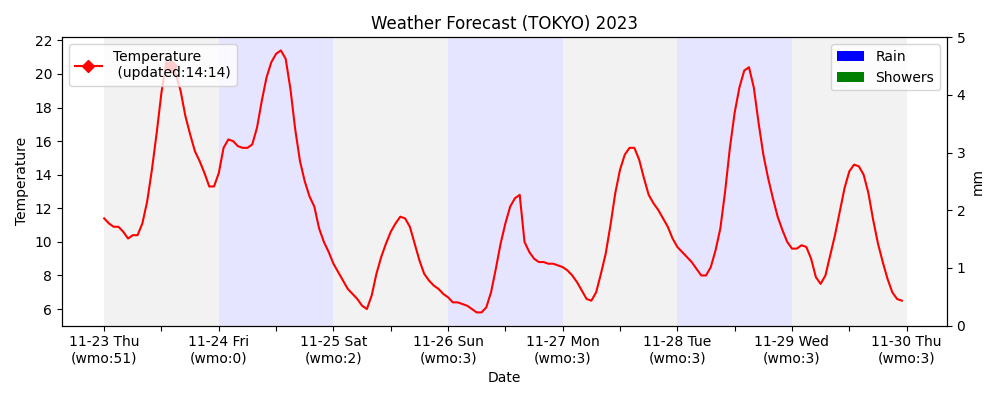 Weather Forecast (TOKYO) 2023
Temperature
(updated:14:14)
Rain
Showers
22
20
18
16
14
12
10
8
6
Temperature
5
4
3
2
1
0
mm
11-23 Thu
(wmo:51)
11-24 Fri
(wmo:0)
11-25 Sat
(wmo:2)
11-26 Sun
(wmo:3)
11-27 Mon
(wmo:3)
11-28 Tue
(wmo:3)
11-29 Wed
(wmo:3)
11-30 Thu
(wmo:3)
Date